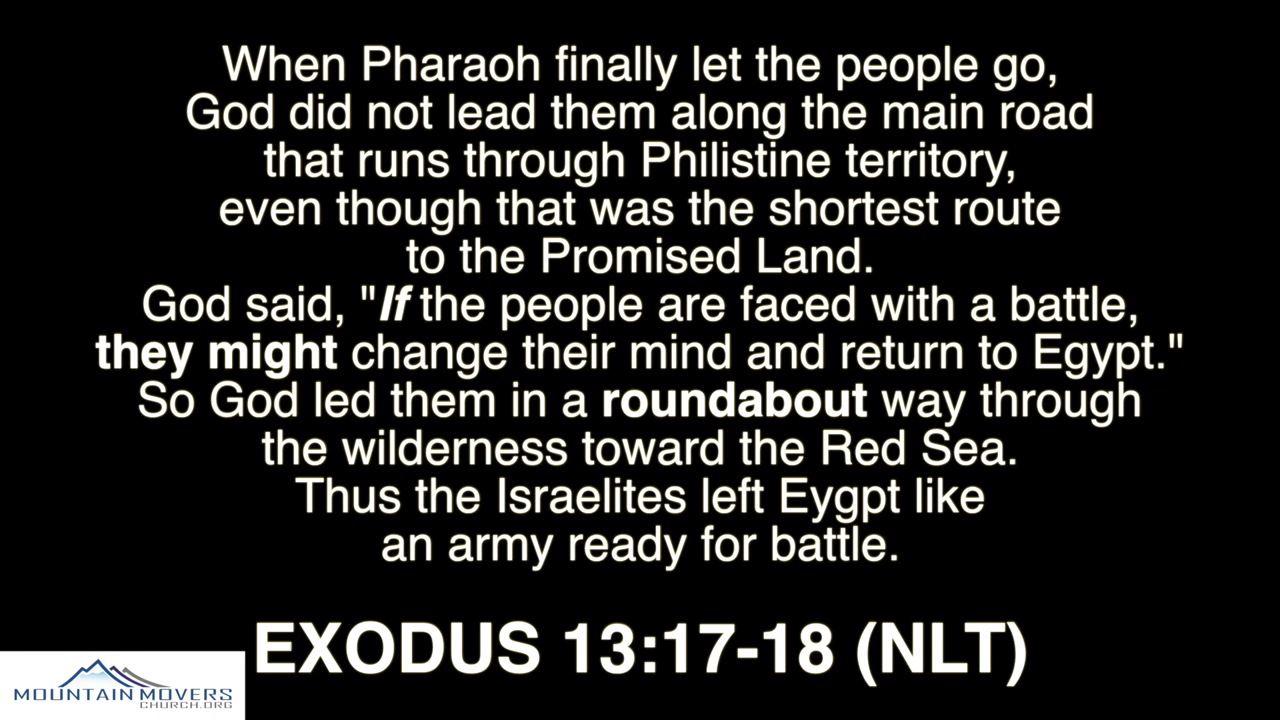 When Pharaoh finally let the people go,
God did not lead them along the main road
that runs through Philistine territory,
even though that was the shortest route
to the Promised Land.
God said, "If the people are faced with a battle,
they might change their mind and return to Egypt."
So God led them in a roundabout way through
the wilderness toward the Red Sea.
Thus the Israelites left Eygpt like
an army ready for battle.
EXODUS 13:17-18 (NLT)
MOUNTAIN MOVERS
CHURCH.ORG